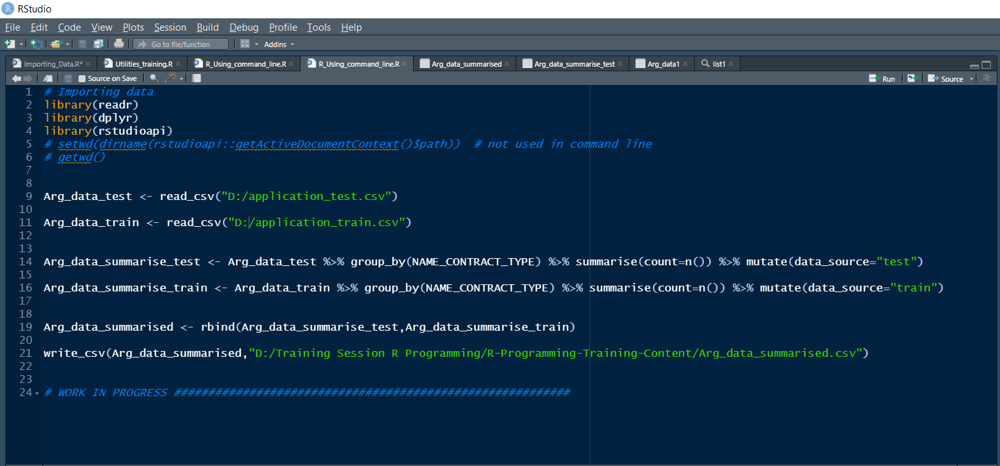 RStudio
File Edit Code View Plots Session Build Debug Profile Tools Help
Go to file/function Addins
Importing_Data.R* Utilities_training.R R_Using_command_line.R R_Using_command_line.R Arg_data_summarised Arg_data_summarise_test Arg_data1 list1
Source on Save Run Source
1 # Importing data
2 library(readr)
3 library(dplyr)
4 library(rstudioapi)
5 # setwd(dirname(rstudioapi::getActiveDocumentContext()$path))  # not used in command line
6 # getwd()
7
8
9 Arg_data_test <- read_csv("D:/application_test.csv")
10
11 Arg_data_train <- read_csv("D:/application_train.csv")
12
13
14 Arg_data_summarise_test <- Arg_data_test %>% group_by(NAME_CONTRACT_TYPE) %>% summarise(count=n()) %>% mutate(data_source="test")
15
16 Arg_data_summarise_train <- Arg_data_train %>% group_by(NAME_CONTRACT_TYPE) %>% summarise(count=n()) %>% mutate(data_source="train")
17
18
19 Arg_data_summarised <- rbind(Arg_data_summarise_test,Arg_data_summarise_train)
20
21 write_csv(Arg_data_summarised,"D:/Training Session R Programming/R-Programming-Training-Content/Arg_data_summarised.csv")
22
23
24 # WORK IN PROGRESS ##########################################################